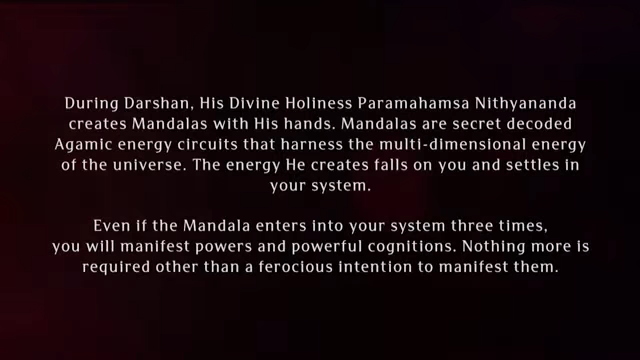 During Darshan, His Divine Holiness Paramahamsa Nithyananda
creates Mandalas with His hands. Mandalas are secret decoded
Agamic energy circuits that harness the multi-dimensional energy
of the universe. The energy He creates falls on you and settles in
your system.
Even if the Mandala enters into your system three times,
you will manifest powers and powerful cognitions. Nothing more is
required other than a ferocious intention to manifest them.